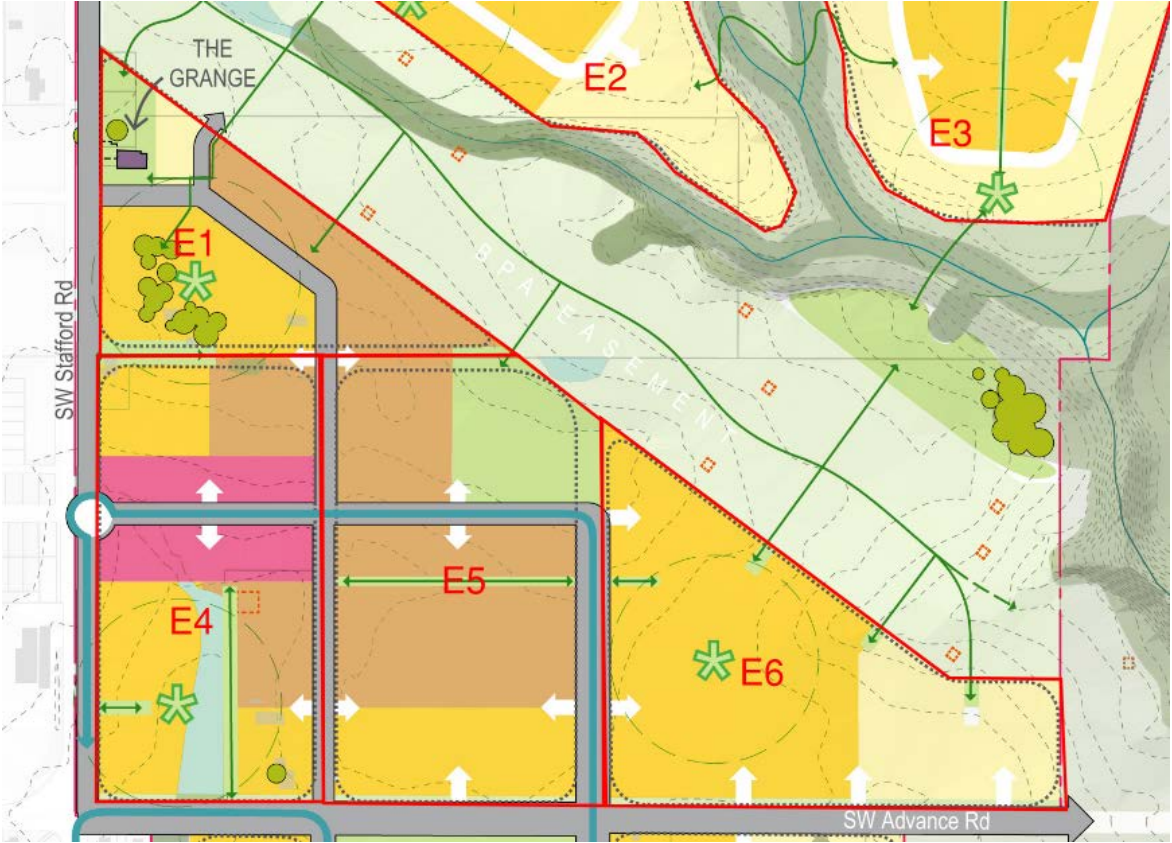 THE
GRANGE
E2
E3
E1
BPA EASEMENT
SW Stafford Rd
E5
E4
E6
SW Advance Rd